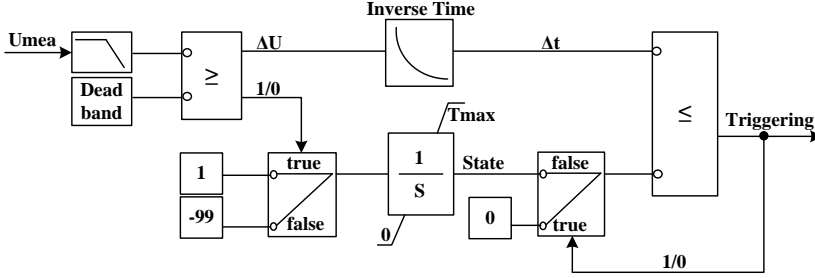 Inverse Time
Umea
ΔU
Δt
Dead
band
≥
1/0
≤
Triggering
Tmax
1
true
1
S
State
false
-99
false
0
0
true
1/0